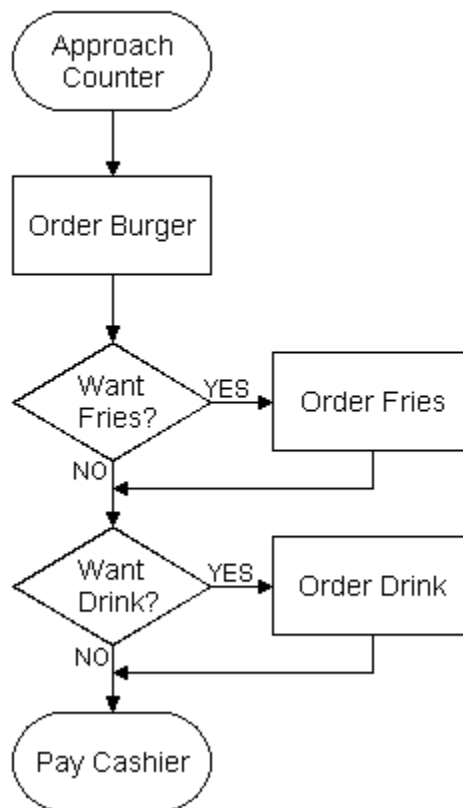 Approach
Counter
Order Burger
Want
Fries?
YES
Order Fries
NO
Want
Drink?
YES
Order Drink
NO
Pay Cashier